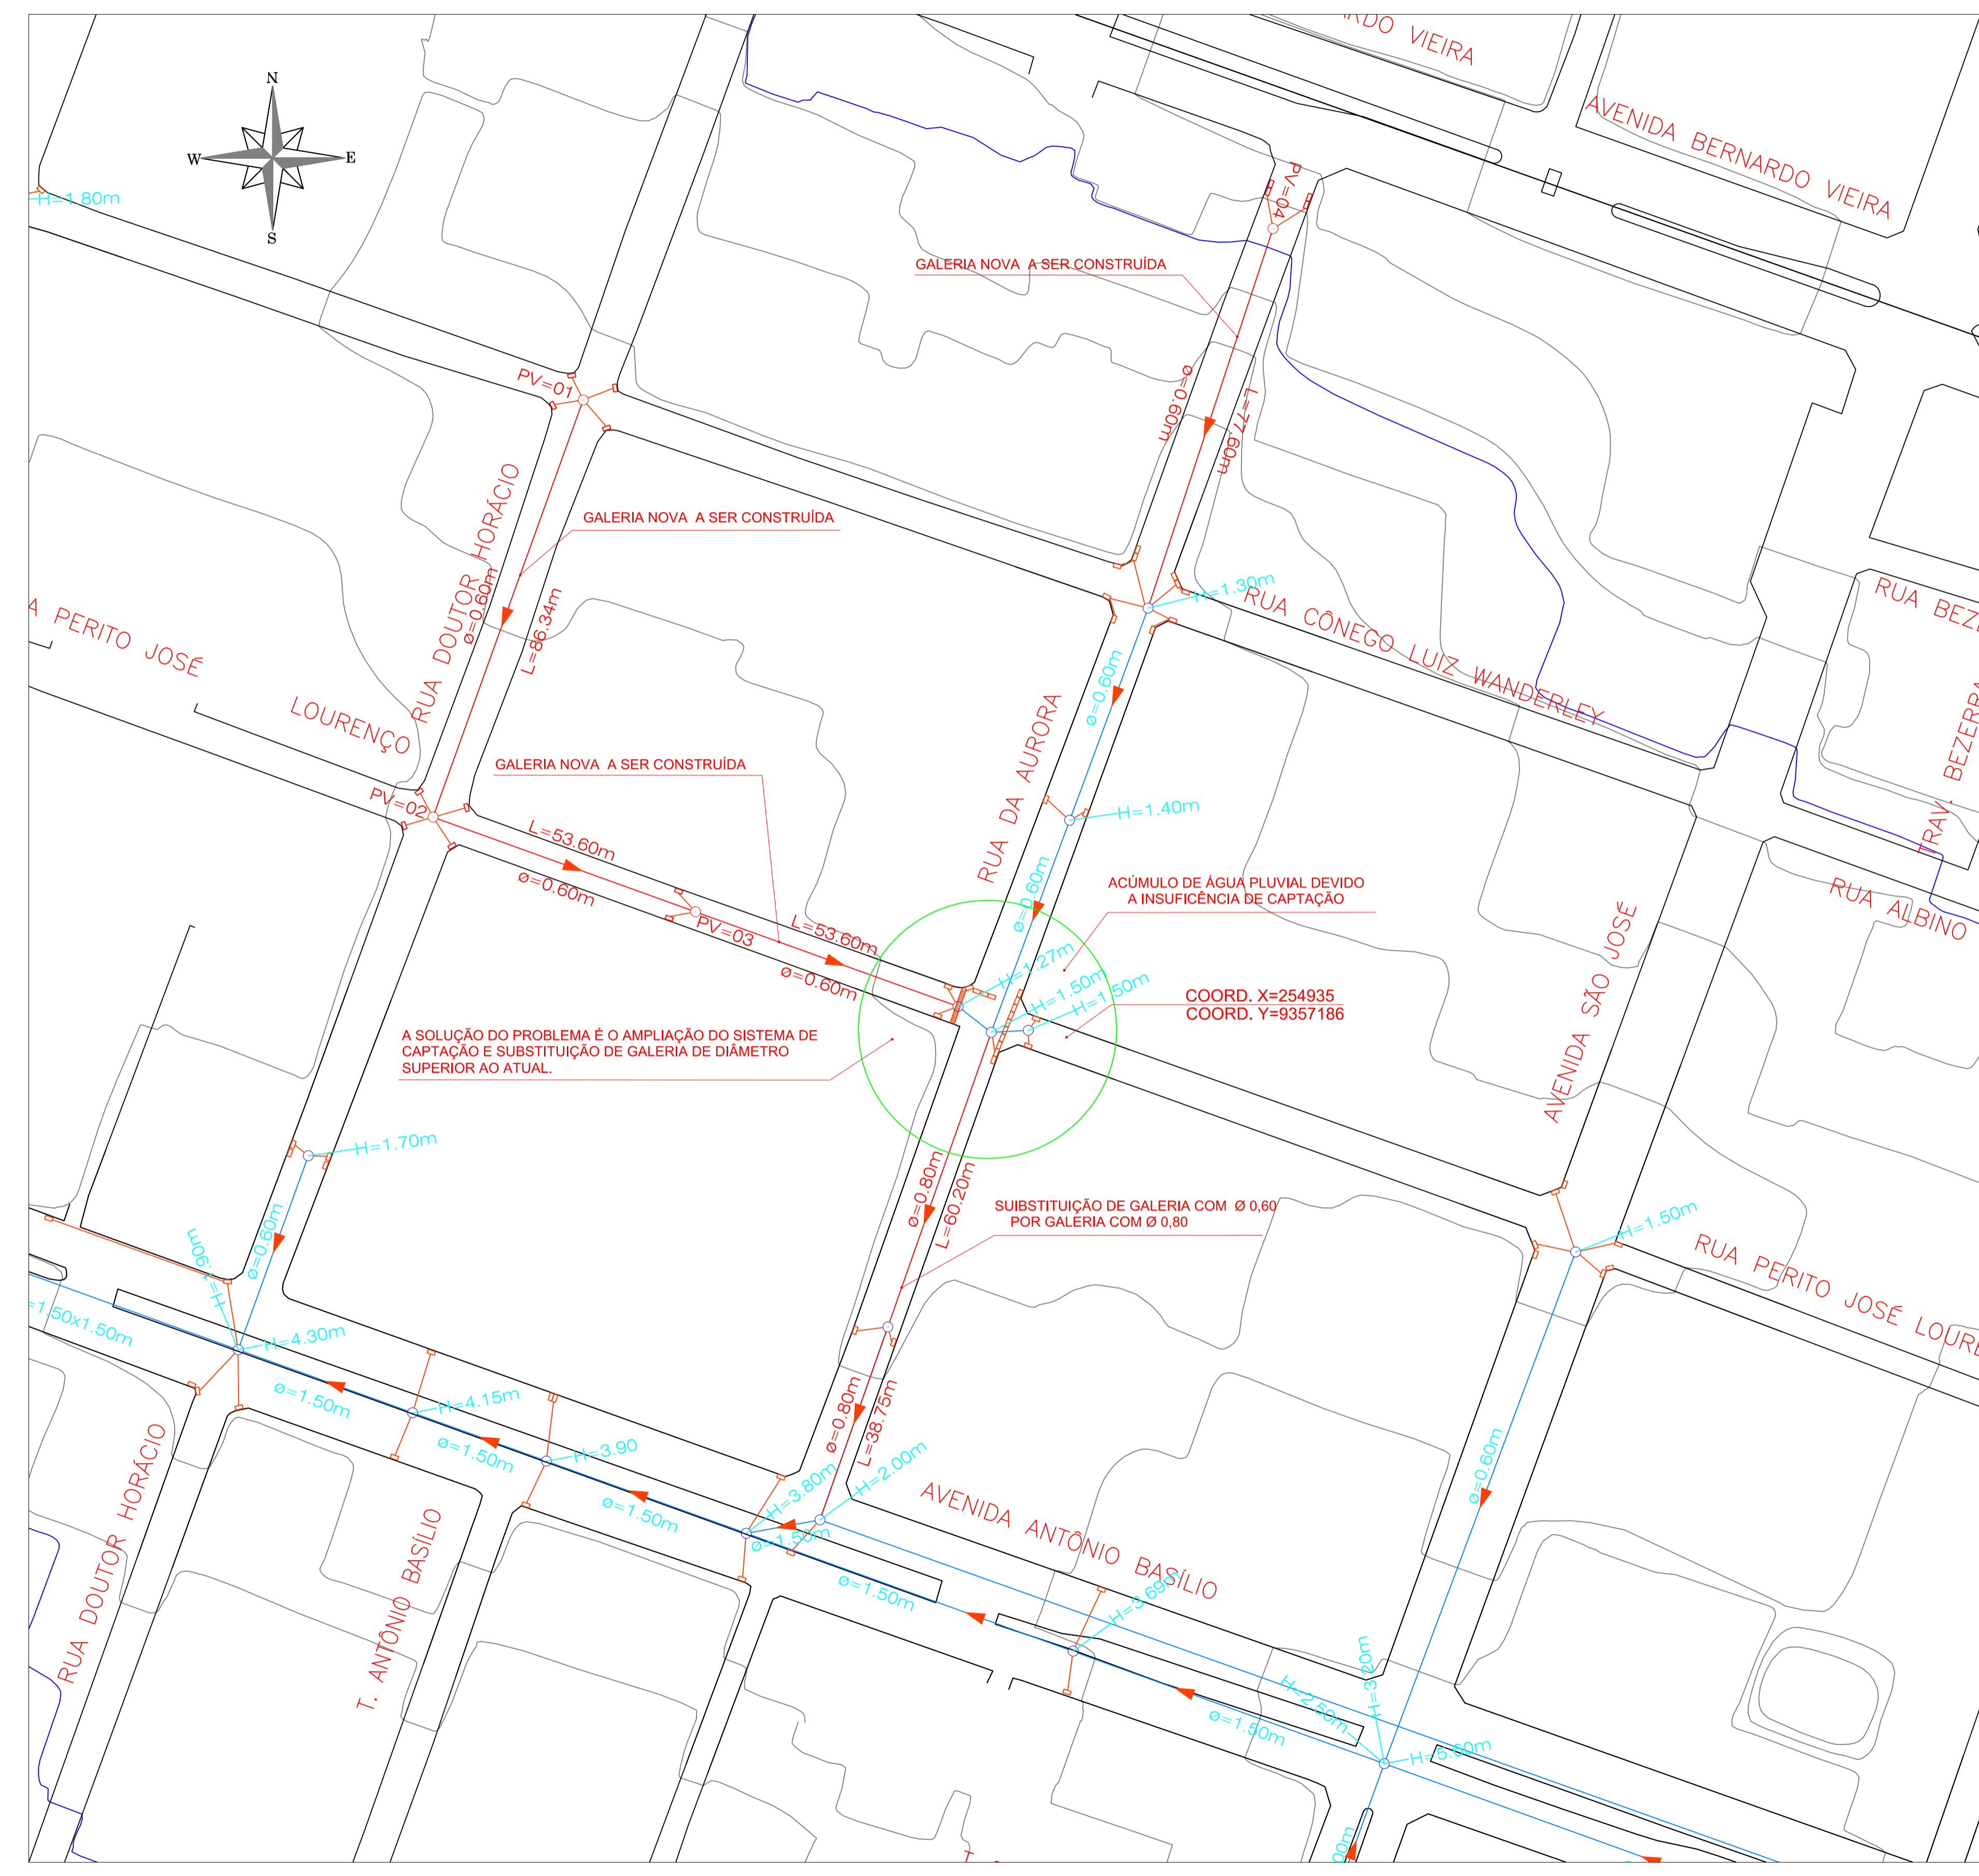 RDO VIEIRA
AVENIDA BERNARDO VIEIRA
N
W
E
S
H=1.80m
PV=04
GALERIA NOVA A SER CONSTRUÍDA
ø=0.60m
L=77.60m
PV=01
RUA DOUTOR HORÁCIO
GALERIA NOVA A SER CONSTRUÍDA
ø=0.60m
L=86.34m
H=1.30m
RUA CÔNEGO LUIZ WANDERLEY
RUA BEZ
TRAV. BEZERRA
A PERITO JOSÉ
LOURENÇO
ø=0.60m
RUA DA AURORA
GALERIA NOVA A SER CONSTRUÍDA
PV=02
L=53.60m
ø=0.60m
H=1.40m
ø=0.60m
PV=03
L=53.60m
ø=0.60m
ACÚMULO DE ÁGUA PLUVIAL DEVIDO
A INSUFICÊNCIA DE CAPTAÇÃO
RUA ALBINO
AVENIDA SÃO JOSÉ
H=1.27m
H=1.50m
H=1.50m
COORD. X=254935
COORD. Y=9357186
A SOLUÇÃO DO PROBLEMA É O AMPLIAÇÃO DO SISTEMA DE
CAPTAÇÃO E SUBSTITUIÇÃO DE GALERIA DE DIÂMETRO
SUPERIOR AO ATUAL.
H=1.70m
ø=0.60m
ø=0.80m
L=60.20m
SUIBSTITUIÇÃO DE GALERIA COM Ø 0,60
POR GALERIA COM Ø 0,80
H=1.50m
RUA PERITO JOSÉ LOURE
=1.50x1.50m
H=4.30m
ø=1.50m
H=4.15m
ø=1.50m
H=3.90
ø=1.50m
ø=0.80m
L=38.75m
H=3.80m
H=2.00m
ø=1.50m
ø=1.50m
ø=0.60m
AVENIDA ANTÔNIO BASÍLIO
RUA DOUTOR HORÁCIO
T. ANTÔNIO BASÍLIO
H=3.69m
H=2.50m
H=3.20m
ø=1.50m
H=5.60m
00m